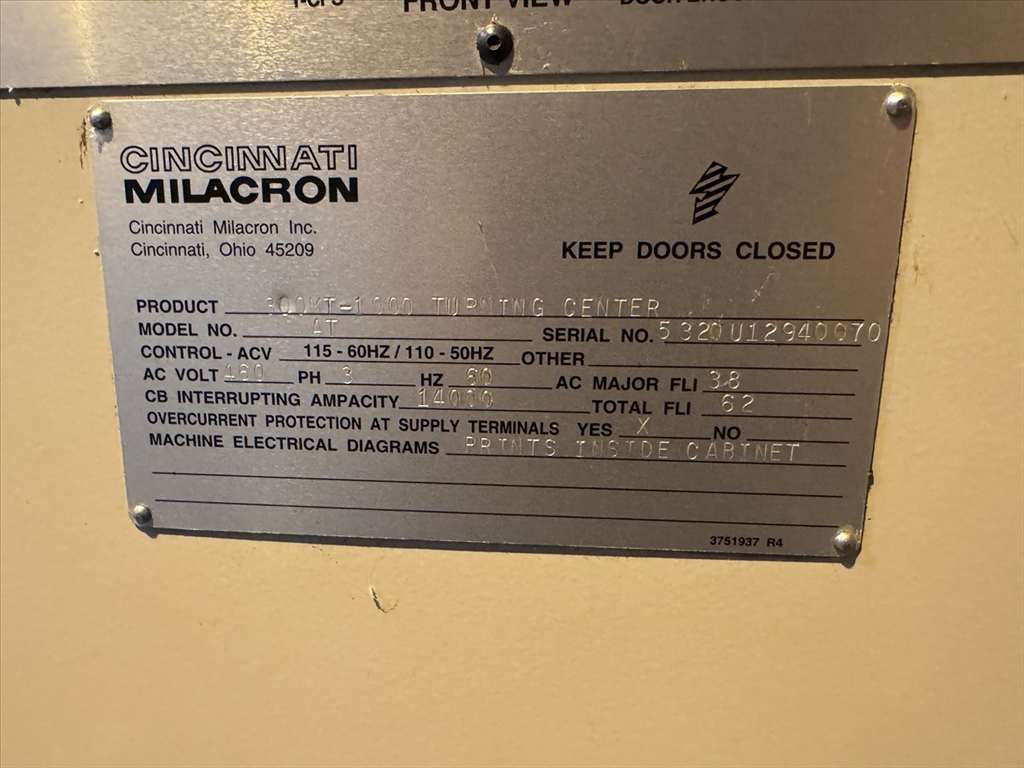 FRONT VIEW
CINCINNATI
MILACRON
Cincinnati Milacron Inc.
Cincinnati, Ohio 45209
KEEP DOORS CLOSED
PRODUCT TURNING CENTER
MODEL NO. AT SERIAL NO.
CONTROL - ACV 115 - 60HZ / 110 - 50HZ OTHER
AC VOLT 480 PH 3 HZ 60 AC MAJOR FLI 38
CB INTERRUPTING AMPACITY 14000 TOTAL FLI 62
OVERCURRENT PROTECTION AT SUPPLY TERMINALS YES X NO
MACHINE ELECTRICAL DIAGRAMS PRINTS INSIDE CABINET
3751937 R4